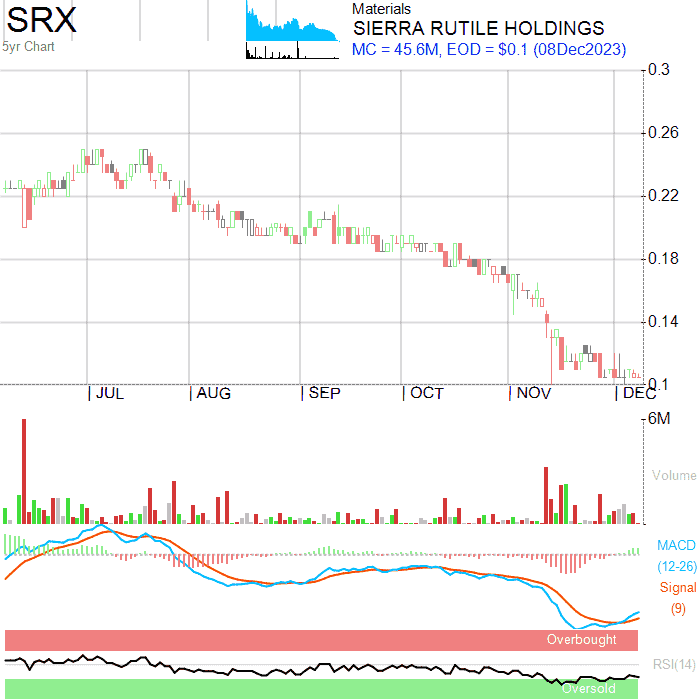 SRX
5yr Chart
Materials
SIERRA RUTILE HOLDINGS
MC = 45.6M, EOD = $0.1 (08Dec2023)
0.3
0.26
0.22
0.18
0.14
0.1
JUL AUG SEP OCT NOV DEC
6M
Volume
MACD
(12-26)
Signal
(9)
Overbought
RSI(14)
Oversold